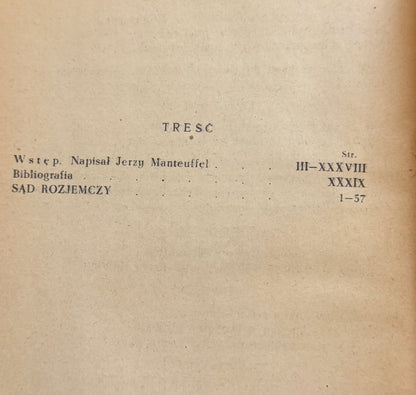 TREŚĆ
*
Str.
Wstęp. Napisał Jerzy Manteuffel . . . . III—XXXVIII
Bibliografia . . . . . . . . XXXIX
SĄD ROZJEMCZY . . . . . . . 1—57